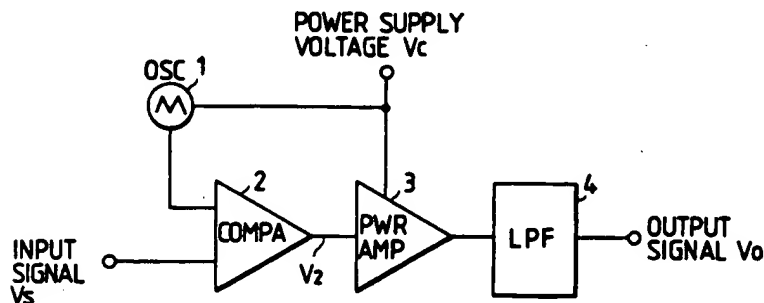 POWER SUPPLY
VOLTAGE Vc
OSC 1
2
COMPA
V2
3
PWR
AMP
4
LPF
INPUT
SIGNAL
Vs
OUTPUT
SIGNAL Vo